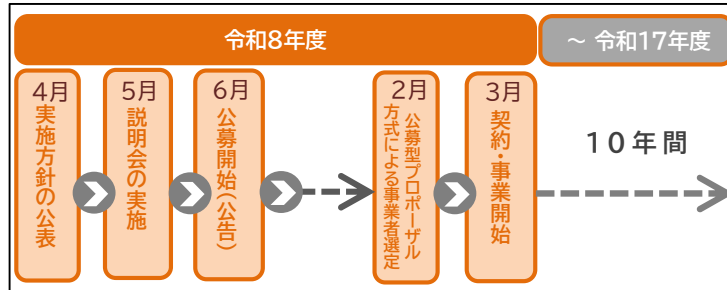 令和8年度
～ 令和17年度
4月
実施方針の公表
5月
説明会の実施
6月
公募開始(公告)
2月
公募型プロポーザル
方式による事業者選定
3月
契約・事業開始
10年間